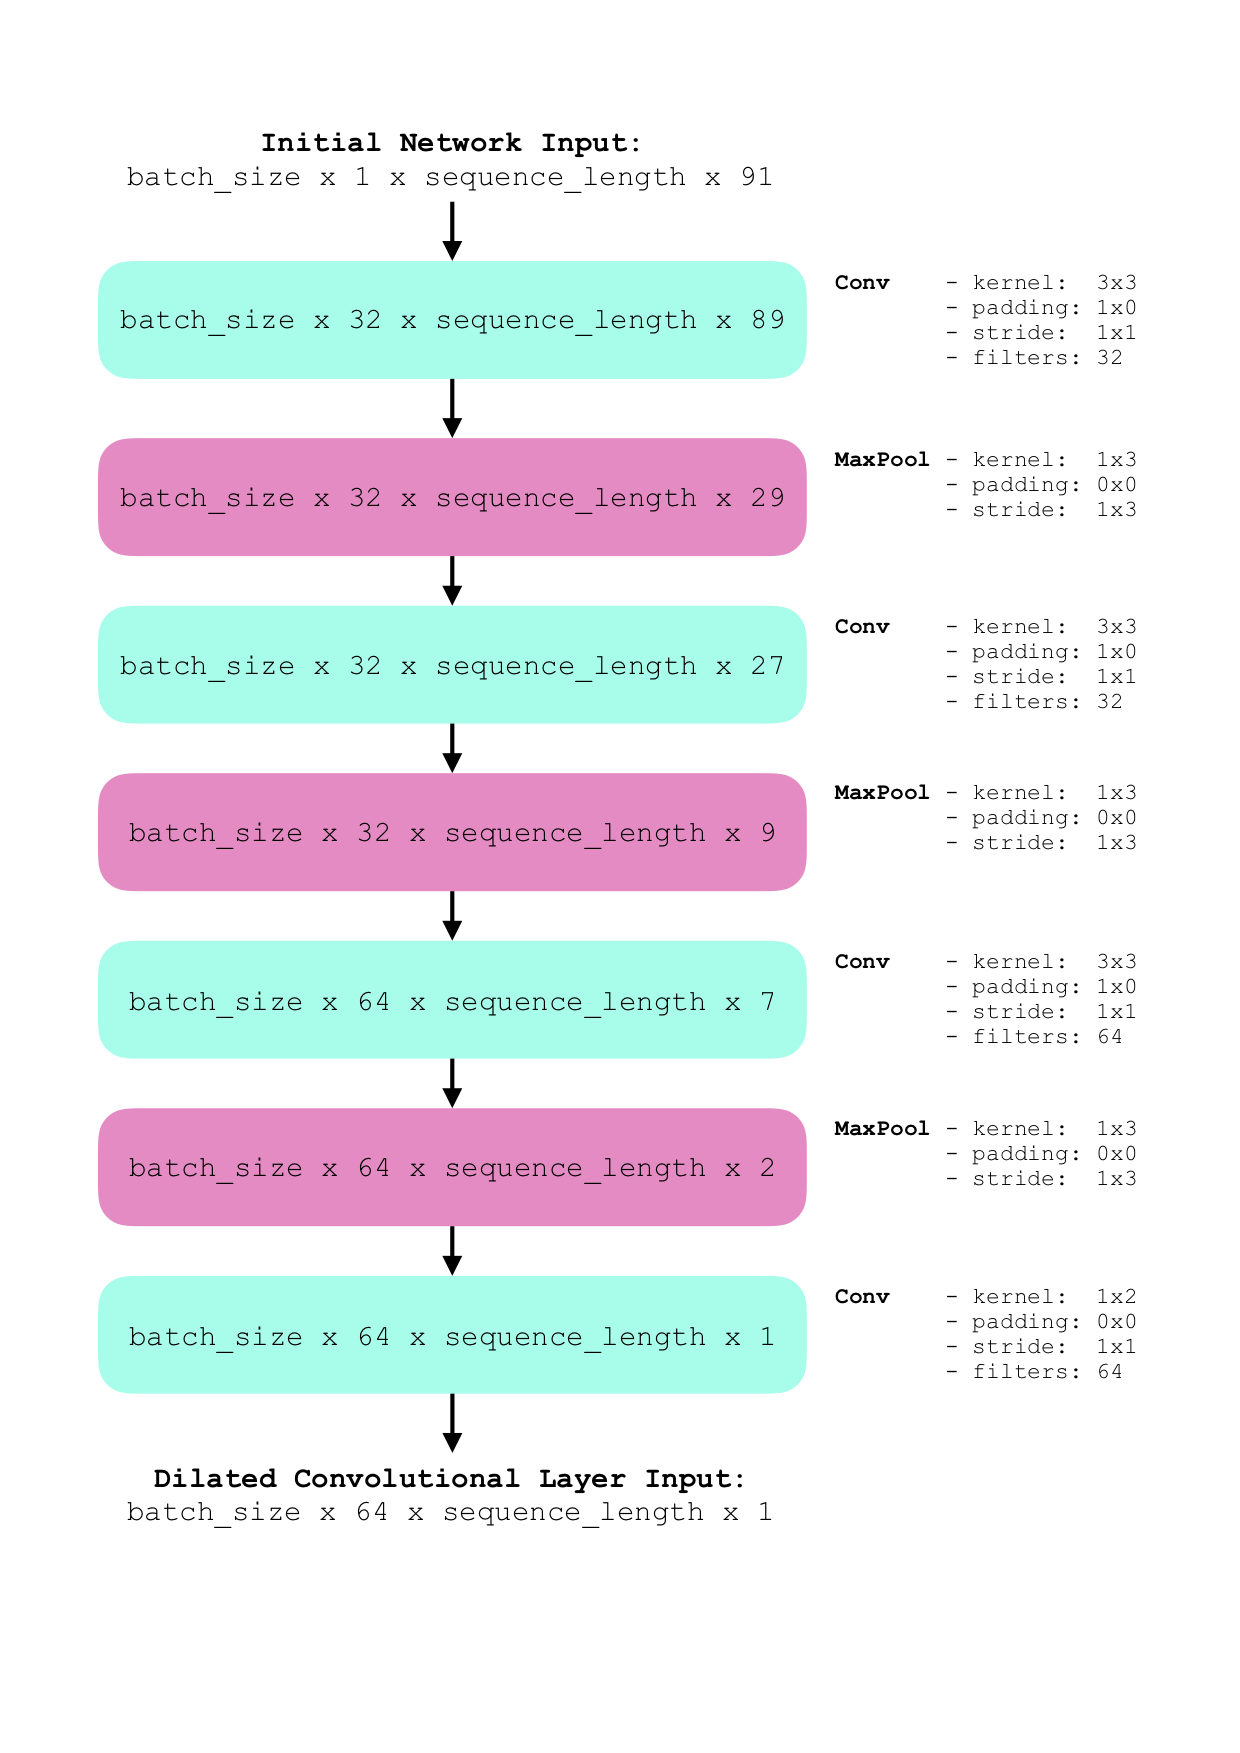 Initial Network Input:
batch_size x 1 x sequence_length x 91
batch_size x 32 x sequence_length x 89
Conv - kernel: 3x3
- padding: 1x0
- stride: 1x1
- filters: 32
batch_size x 32 x sequence_length x 29
MaxPool - kernel: 1x3
- padding: 0x0
- stride: 1x3
batch_size x 32 x sequence_length x 27
Conv - kernel: 3x3
- padding: 1x0
- stride: 1x1
- filters: 32
batch_size x 32 x sequence_length x 9
MaxPool - kernel: 1x3
- padding: 0x0
- stride: 1x3
batch_size x 64 x sequence_length x 7
Conv - kernel: 3x3
- padding: 1x0
- stride: 1x1
- filters: 64
batch_size x 64 x sequence_length x 2
MaxPool - kernel: 1x3
- padding: 0x0
- stride: 1x3
batch_size x 64 x sequence_length x 1
Conv - kernel: 1x2
- padding: 0x0
- stride: 1x1
- filters: 64
Dilated Convolutional Layer Input:
batch_size x 64 x sequence_length x 1